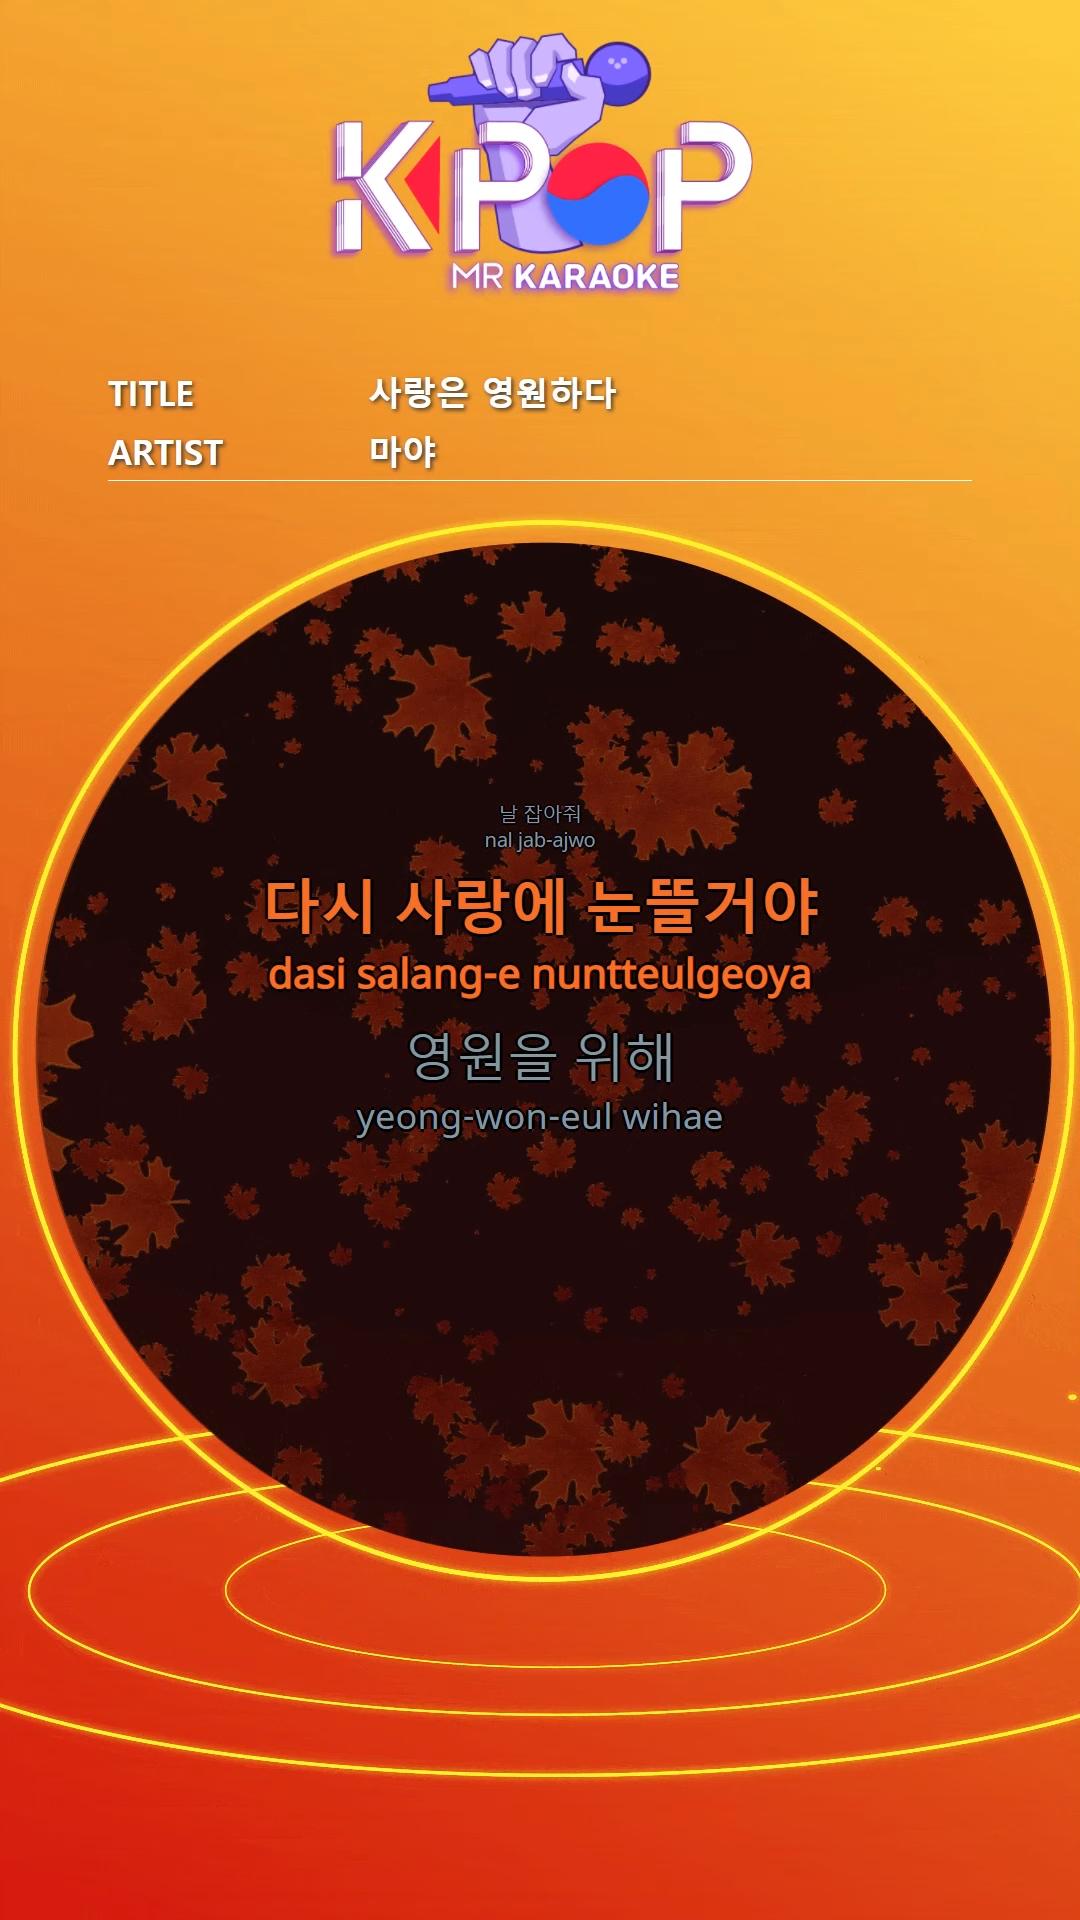 KPOP
MR KARAOKE
TITLE 사랑은 영원하다
ARTIST 마야
날 잡아줘
nal jab-ajwo
다시 사랑에 눈뜰거야
dasi salang-e nuntteulgeoya
영원을 위해
yeong-won-eul wihae